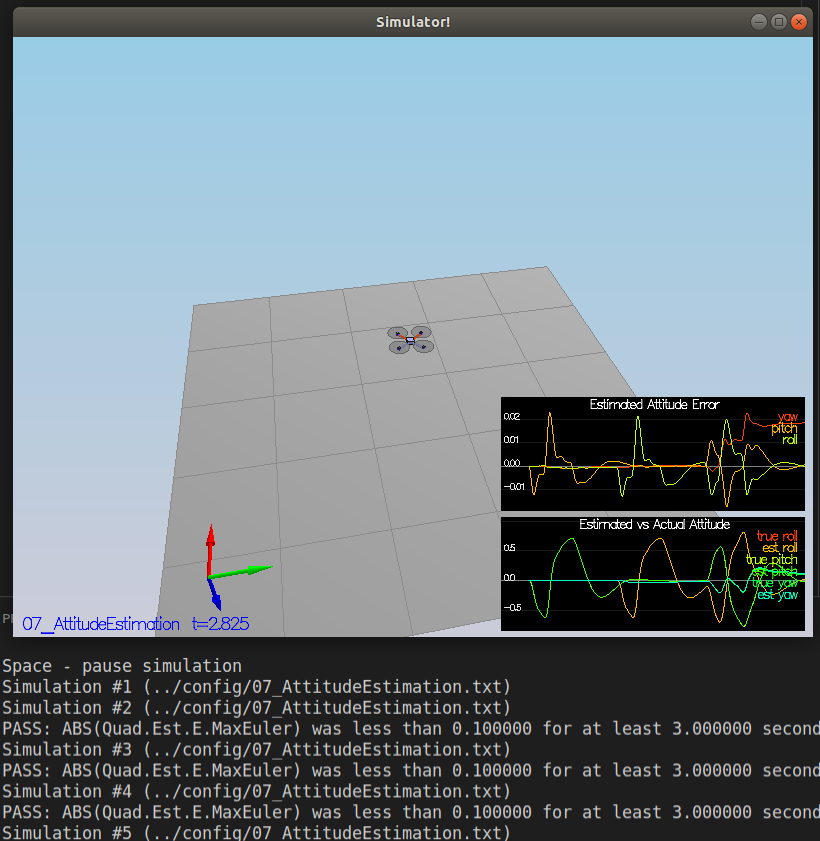 Simulator!
Estimated Attitude Error
0.02
0.01
0.00
-0.01
yaw
pitch
roll
Estimated vs Actual Attitude
0.5
0.0
-0.5
true roll
est roll
true pitch
est pitch
true yaw
est yaw
07_AttitudeEstimation t=2.825
Space - pause simulation
Simulation #1 (../config/07_AttitudeEstimation.txt)
Simulation #2 (../config/07_AttitudeEstimation.txt)
PASS: ABS(Quad.Est.E.MaxEuler) was less than 0.100000 for at least 3.000000 second
Simulation #3 (../config/07_AttitudeEstimation.txt)
PASS: ABS(Quad.Est.E.MaxEuler) was less than 0.100000 for at least 3.000000 second
Simulation #4 (../config/07_AttitudeEstimation.txt)
PASS: ABS(Quad.Est.E.MaxEuler) was less than 0.100000 for at least 3.000000 second
Simulation #5 (../config/07_AttitudeEstimation.txt)